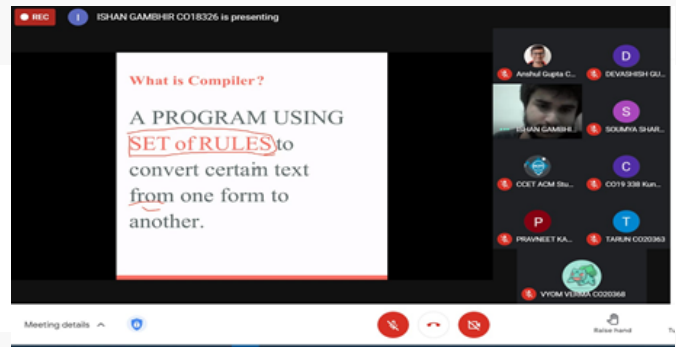 REC
I
ISHAN GAMBHIR CO18326 is presenting
What is Compiler?
A PROGRAM USING
SET of RULES to
convert certain text
from one form to
another.
Anshul Gupta C...
D
DEVASHISH GU...
ISHAN GAMBHI...
S
SOUMYA SHAR...
CCET ACM Stu...
C
CO19 338 Kun...
P
PRAVNEET KA...
T
TARUN CO20363
VYOM VERMA CO20368
Meeting details
Raise hand